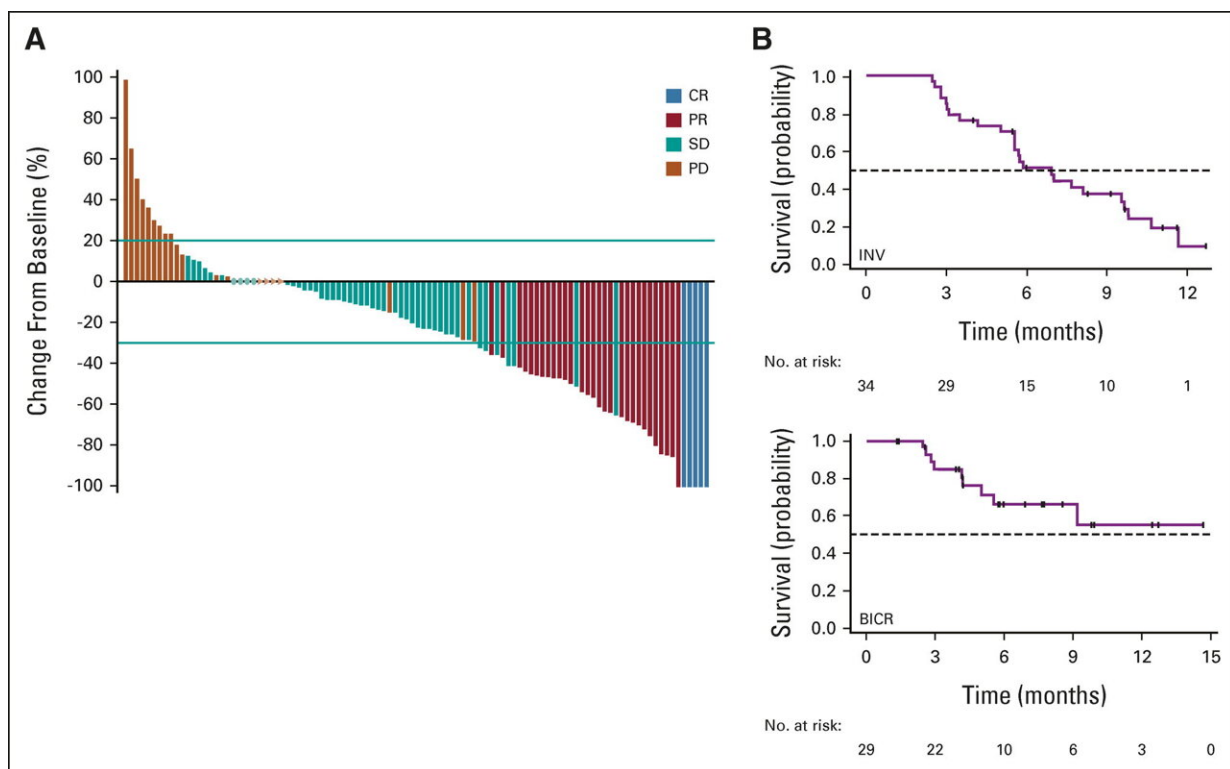 A
Change From Baseline (%)
100
80
60
40
20
0
-20
-40
-60
-80
-100
CR
PR
SD
PD
B
Survival (probability)
1.0
0.8
0.6
0.4
0.2
0.0
INV
0 3 6 9 12
Time (months)
No. at risk:
34 29 15 10 1
Survival (probability)
1.0
0.8
0.6
0.4
0.2
0.0
BICR
0 3 6 9 12 15
Time (months)
No. at risk:
29 22 10 6 3 0